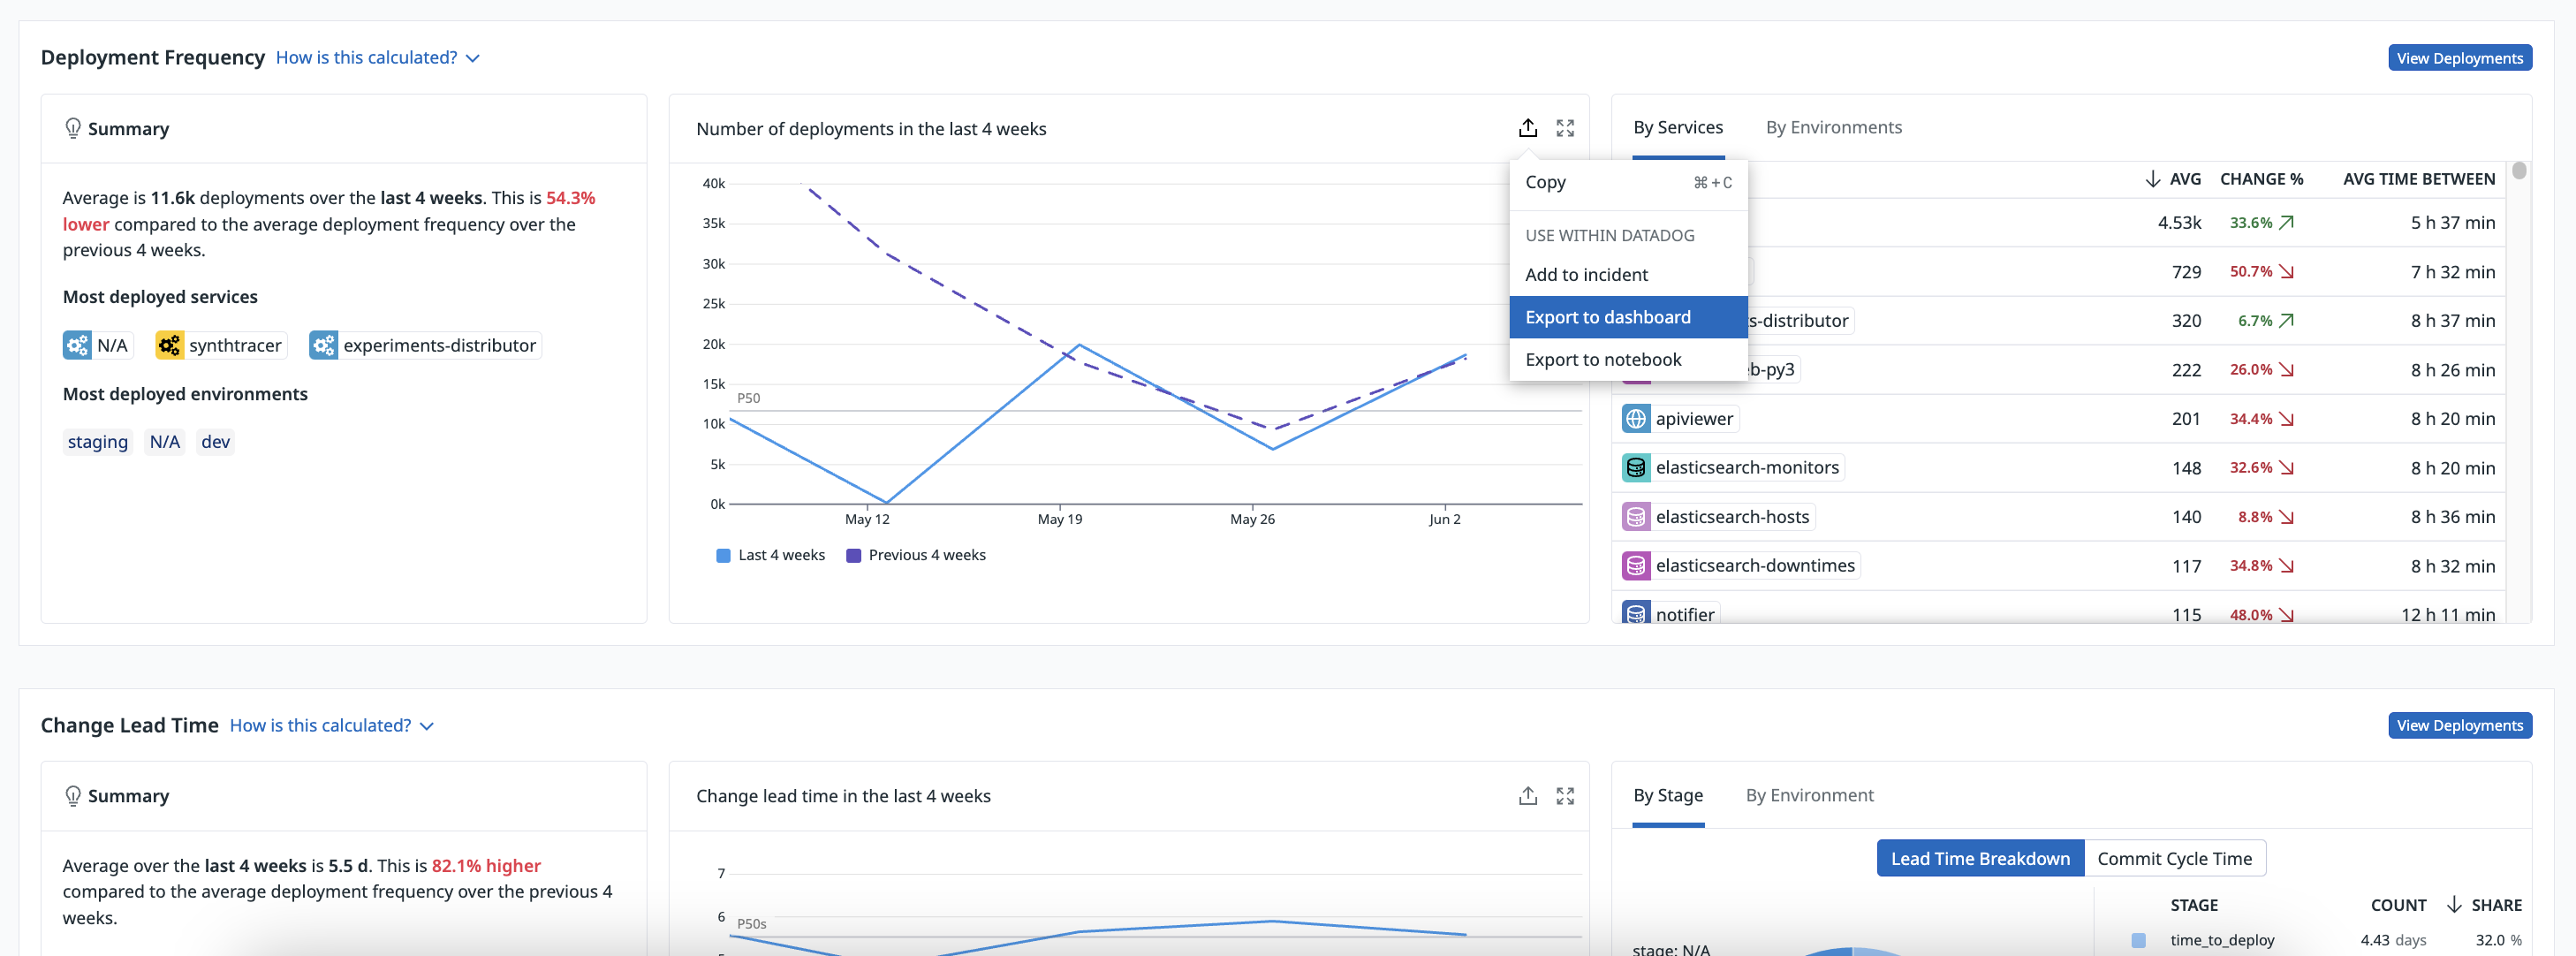 Deployment Frequency How is this calculated?
View Deployments
Summary
Average is 11.6k deployments over the last 4 weeks. This is 54.3%
lower compared to the average deployment frequency over the
previous 4 weeks.
Most deployed services
N/A synthtracer experiments-distributor
Most deployed environments
staging N/A dev
Number of deployments in the last 4 weeks
40k
35k
30k
25k
20k
15k
P50
10k
5k
0k
May 12 May 19 May 26 Jun 2
Last 4 weeks Previous 4 weeks
Copy ⌘+C
USE WITHIN DATADOG
Add to incident
Export to dashboard
Export to notebook
By Services By Environments
AVG CHANGE % AVG TIME BETWEEN
4.53k 33.6% 5 h 37 min
729 50.7% 7 h 32 min
s-distributor 320 6.7% 8 h 37 min
eb-py3 222 26.0% 8 h 26 min
apiviewer 201 34.4% 8 h 20 min
elasticsearch-monitors 148 32.6% 8 h 20 min
elasticsearch-hosts 140 8.8% 8 h 36 min
elasticsearch-downtimes 117 34.8% 8 h 32 min
notifier 115 48.0% 12 h 11 min
Change Lead Time How is this calculated?
View Deployments
Summary
Average over the last 4 weeks is 5.5 d. This is 82.1% higher
compared to the average deployment frequency over the previous 4
weeks.
Change lead time in the last 4 weeks
7
6
P50s
By Stage By Environment
Lead Time Breakdown Commit Cycle Time
stage: N/A
STAGE COUNT SHARE
time_to_deploy 4.43 days 32.0 %